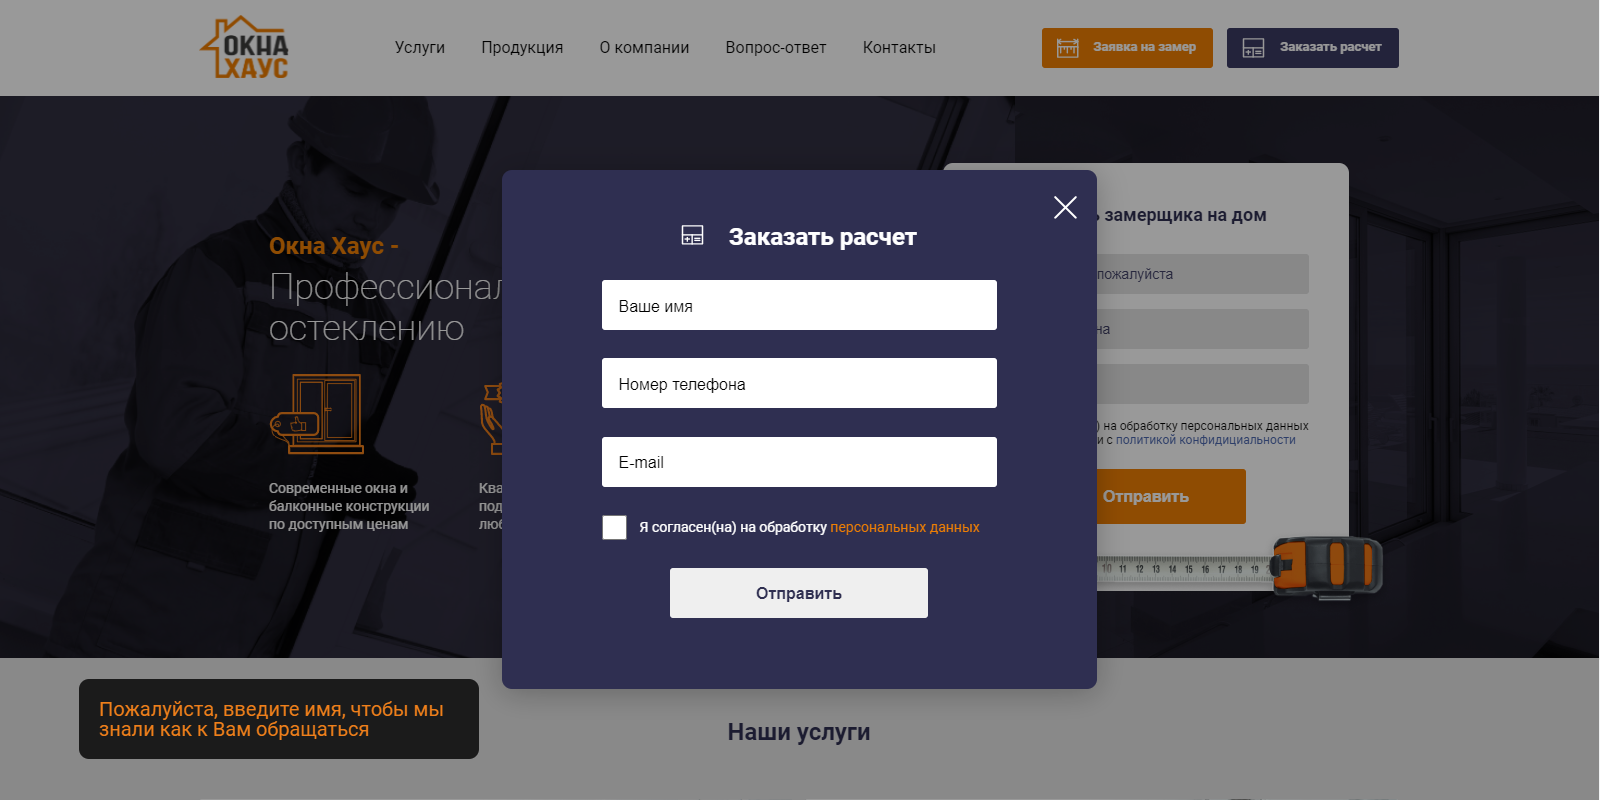 ОКНА
ХАУС
Услуги
Продукция
О компании
Вопрос-ответ
Контакты
Заявка на замер
Заказать расчет
Окна Хаус -
Профессионал
остеклению
Современные окна и
балконные конструкции
по доступным ценам
Ква
под
люб
замерщика на дом
пожалуйста
на
) на обработку персональных данных
и с политикой конфидициальности
Отправить
10 11 12 13 14 15 16 17 18 19 2
Заказать расчет
Ваше имя
Номер телефона
E-mail
Я согласен(на) на обработку персональных данных
Отправить
Пожалуйста, введите имя, чтобы мы
знали как к Вам обращаться
Наши услуги